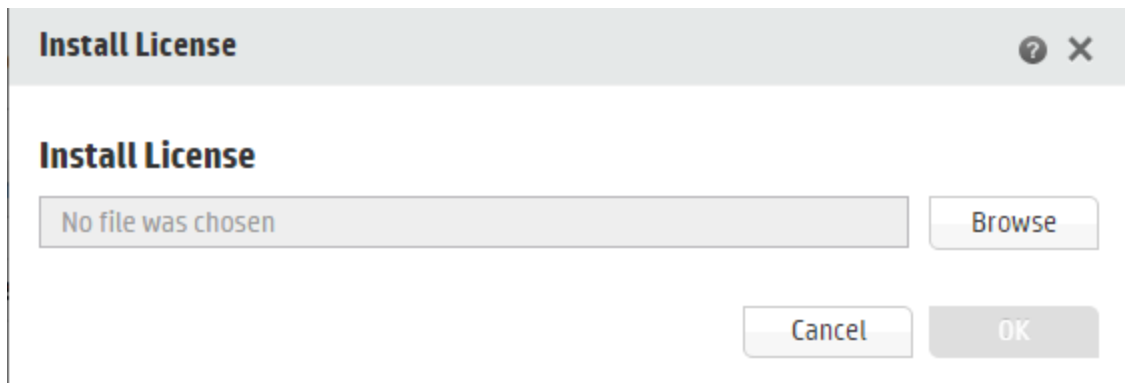 Install License
Install License
No file was chosen
Browse
Cancel
OK